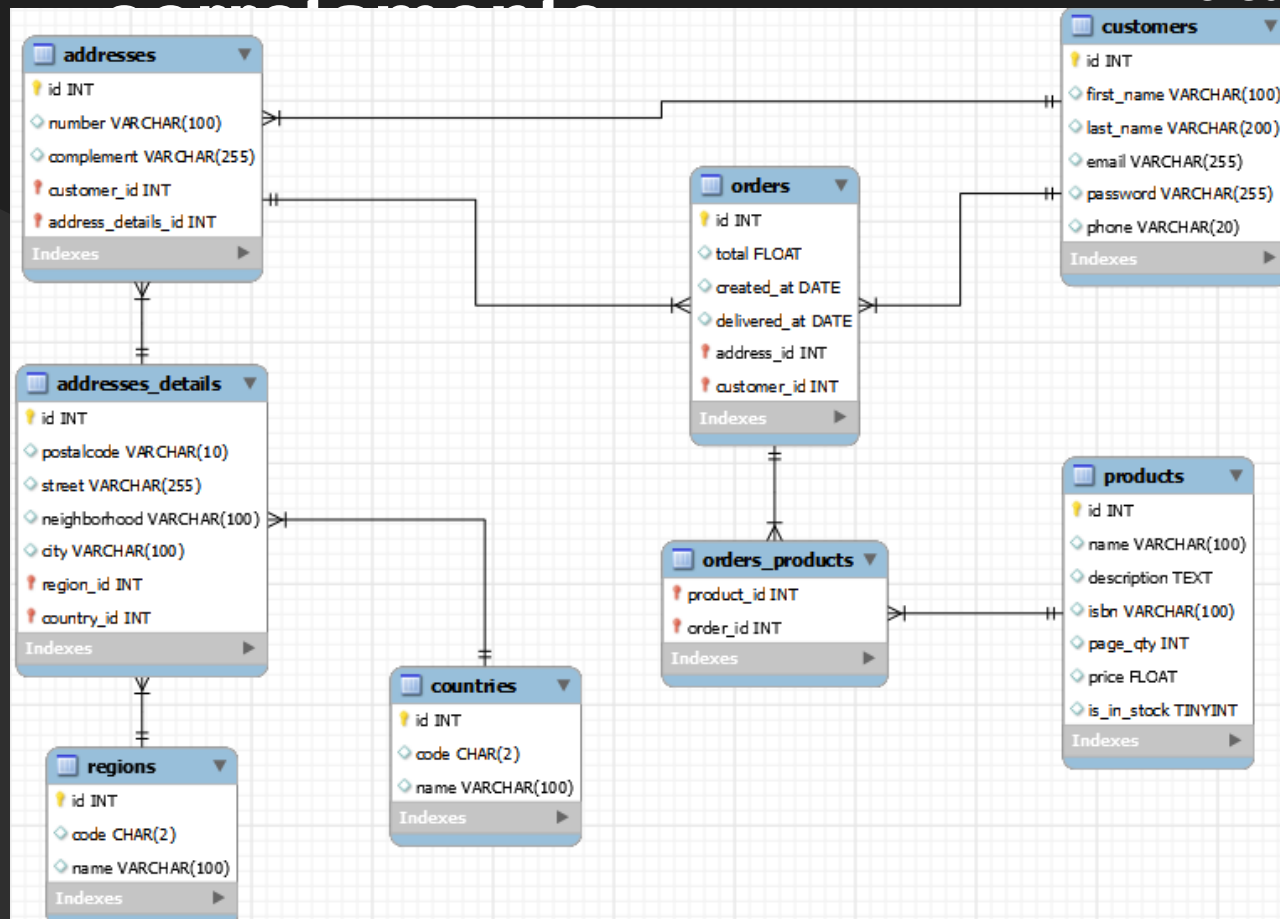 corretamente
addresses
id INT
number VARCHAR(100)
complement VARCHAR(255)
customer_id INT
address_details_id INT
Indexes
customers
id INT
first_name VARCHAR(100)
last_name VARCHAR(200)
email VARCHAR(255)
password VARCHAR(255)
phone VARCHAR(20)
Indexes
orders
id INT
total FLOAT
created_at DATE
delivered_at DATE
address_id INT
customer_id INT
Indexes
addresses_details
id INT
postalcode VARCHAR(10)
street VARCHAR(255)
neighborhood VARCHAR(100)
city VARCHAR(100)
region_id INT
country_id INT
Indexes
products
id INT
name VARCHAR(100)
description TEXT
isbn VARCHAR(100)
page_qty INT
price FLOAT
is_in_stock TINYINT
Indexes
orders_products
product_id INT
order_id INT
Indexes
countries
id INT
code CHAR(2)
name VARCHAR(100)
Indexes
regions
id INT
code CHAR(2)
name VARCHAR(100)
Indexes